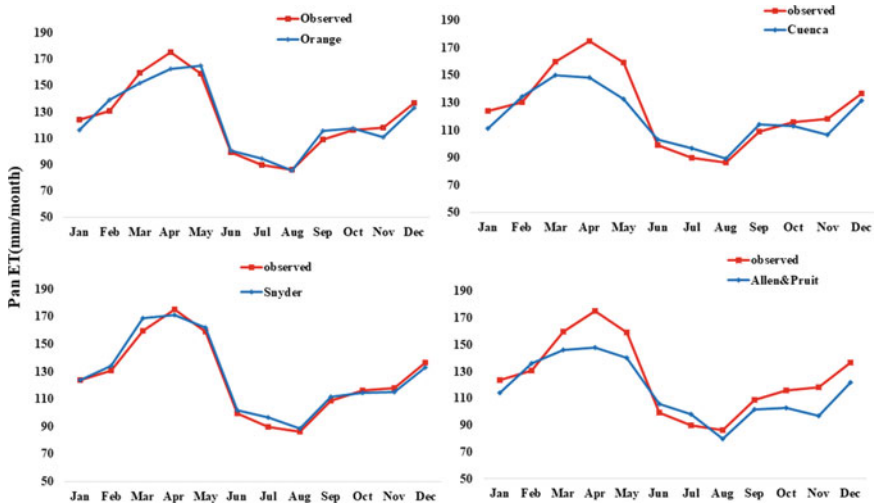 Observed
Orange
190
170
150
130
110
90
70
50
Jan Feb Mar Apr May Jun Jul Aug Sep Oct Nov Dec
observed
Cuenca
190
170
150
130
110
90
70
50
Jan Feb Mar Apr May Jun Jul Aug Sep Oct Nov Dec
Pan ET(mm/month)
observed
Snyder
190
170
150
130
110
90
70
50
Jan Feb Mar Apr May Jun Jul Aug Sep Oct Nov Dec
observed
Allen&Pruit
190
170
150
130
110
90
70
50
Jan Feb Mar Apr May Jun Jul Aug Sep Oct Nov Dec